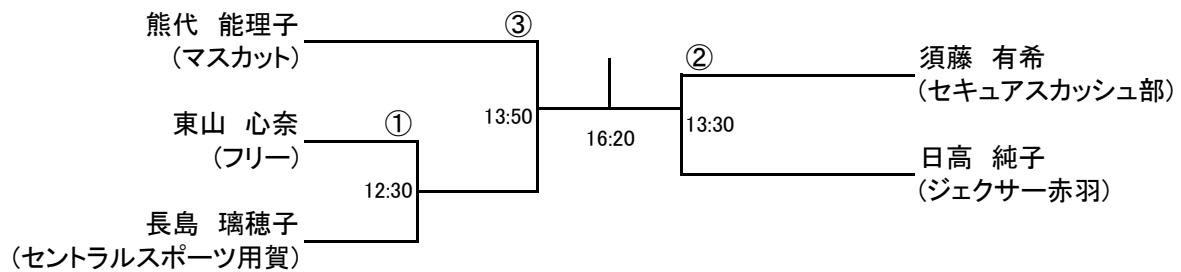 熊代　能理子
(マスカット)
③
②
須藤　有希
(セキュアスカッシュ部)
東山　心奈
(フリー)
①
13:50
16:20
13:30
12:30
日高　純子
(ジェクサー赤羽)
長島　璃穂子
(セントラルスポーツ用賀)